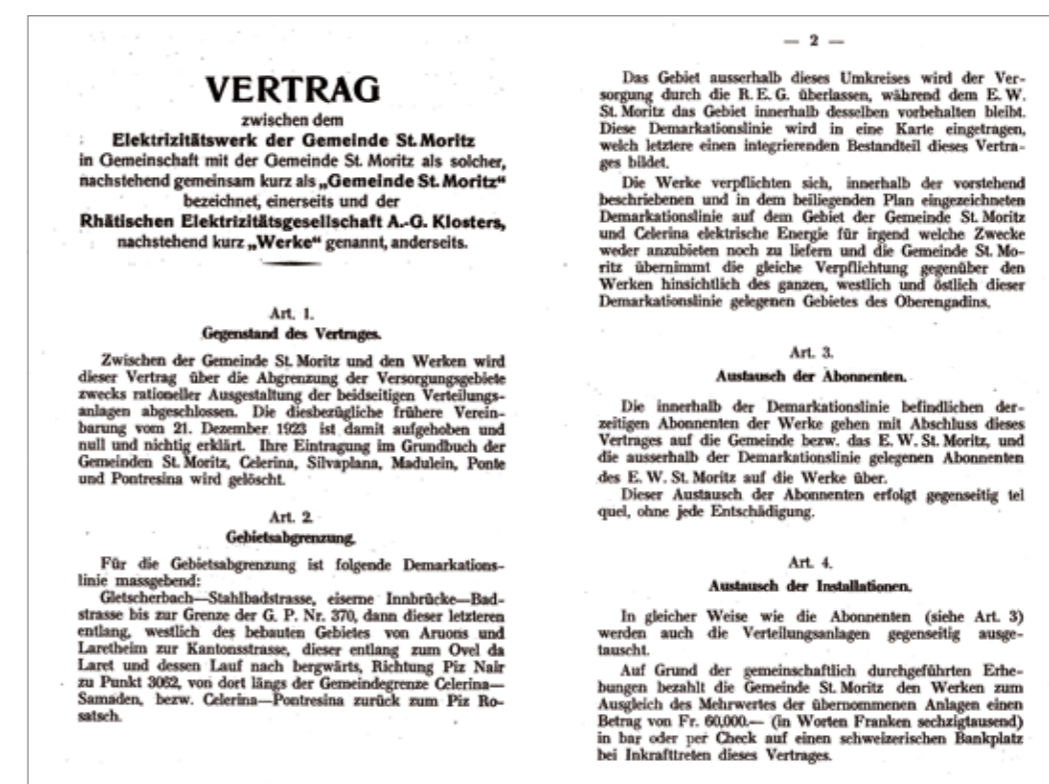 VERTRAG
zwischen dem
Elektrizitätswerk der Gemeinde St. Moritz
in Gemeinschaft mit der Gemeinde St. Moritz als solcher,
nachstehend gemeinsam kurz als „Gemeinde St. Moritz“
bezeichnet, einerseits und der
Rhätischen Elektrizitätsgesellschaft A.-G. Klosters,
nachstehend kurz „Werke“ genannt, anderseits.
Art. 1.
Gegenstand des Vertrages.
Zwischen der Gemeinde St. Moritz und den Werken wird
dieser Vertrag über die Abgrenzung der Versorgungsgebiete
zwecks rationeller Ausgestaltung der beidseitigen Verteilungs-
anlagen abgeschlossen. Die diesbezügliche frühere Verein-
barung vom 21. Dezember 1923 ist damit aufgehoben und
null und nichtig erklärt. Ihre Eintragung im Grundbuch der
Gemeinden St. Moritz, Celerina, Silvaplana, Madulein, Ponte
und Pontresina wird gelöscht.
Art. 2.
Gebietsabgrenzung.
Für die Gebietsabgrenzung ist folgende Demarkations-
linie massgebend:
Gletscherbach—Stahlbadstrasse, eiserne Innbrücke—Bad-
strasse bis zur Grenze der G. P. Nr. 370, dann dieser letzteren
entlang, westlich des bebauten Gebietes von Aruons und
Laretheim zur Kantonsstrasse, dieser entlang zum Ovel da
Laret und dessen Lauf nach bergwärts, Richtung Piz Nair
zu Punkt 3062, von dort längs der Gemeindegrenze Celerina—
Samaden, bezw. Celerina—Pontresina zurück zum Piz Ro-
satsch.
— 2 —
Das Gebiet ausserhalb dieses Umkreises wird der Ver-
sorgung durch die R. E. G. überlassen, während dem E. W.
St. Moritz das Gebiet innerhalb desselben vorbehalten bleibt.
Diese Demarkationslinie wird in eine Karte eingetragen,
welch letztere einen integrierenden Bestandteil dieses Vertra-
ges bildet.
Die Werke verpflichten sich, innerhalb der vorstehend
beschriebenen und in dem beiliegenden Plan eingezeichneten
Demarkationslinie auf dem Gebiet der Gemeinde St. Moritz
und Celerina elektrische Energie für irgend welche Zwecke
weder anzubieten noch zu liefern und die Gemeinde St. Mo-
ritz übernimmt die gleiche Verpflichtung gegenüber den
Werken hinsichtlich des ganzen, westlich und östlich dieser
Demarkationslinie gelegenen Gebietes des Oberengadins.
Art. 3.
Austausch der Abonnenten.
Die innerhalb der Demarkationslinie befindlichen der-
zeitigen Abonnenten der Werke gehen mit Abschluss dieses
Vertrages auf die Gemeinde bezw. das E. W. St. Moritz, und
die ausserhalb der Demarkationslinie gelegenen Abonnenten
des E. W. St. Moritz auf die Werke über.
Dieser Austausch der Abonnenten erfolgt gegenseitig tel
quel, ohne jede Entschädigung.
Art. 4.
Austausch der Installationen.
In gleicher Weise wie die Abonnenten (siehe Art. 3)
werden auch die Verteilungsanlagen gegenseitig ausge-
tauscht.
Auf Grund der gemeinschaftlich durchgeführten Erhe-
bungen bezahlt die Gemeinde St. Moritz den Werken zum
Ausgleich des Mehrwertes der übernommenen Anlagen einen
Betrag von Fr. 60,000.— (in Worten Franken sechzigtausend)
in bar oder per Check auf einen schweizerischen Bankplatz
bei Inkrafttreten dieses Vertrages.